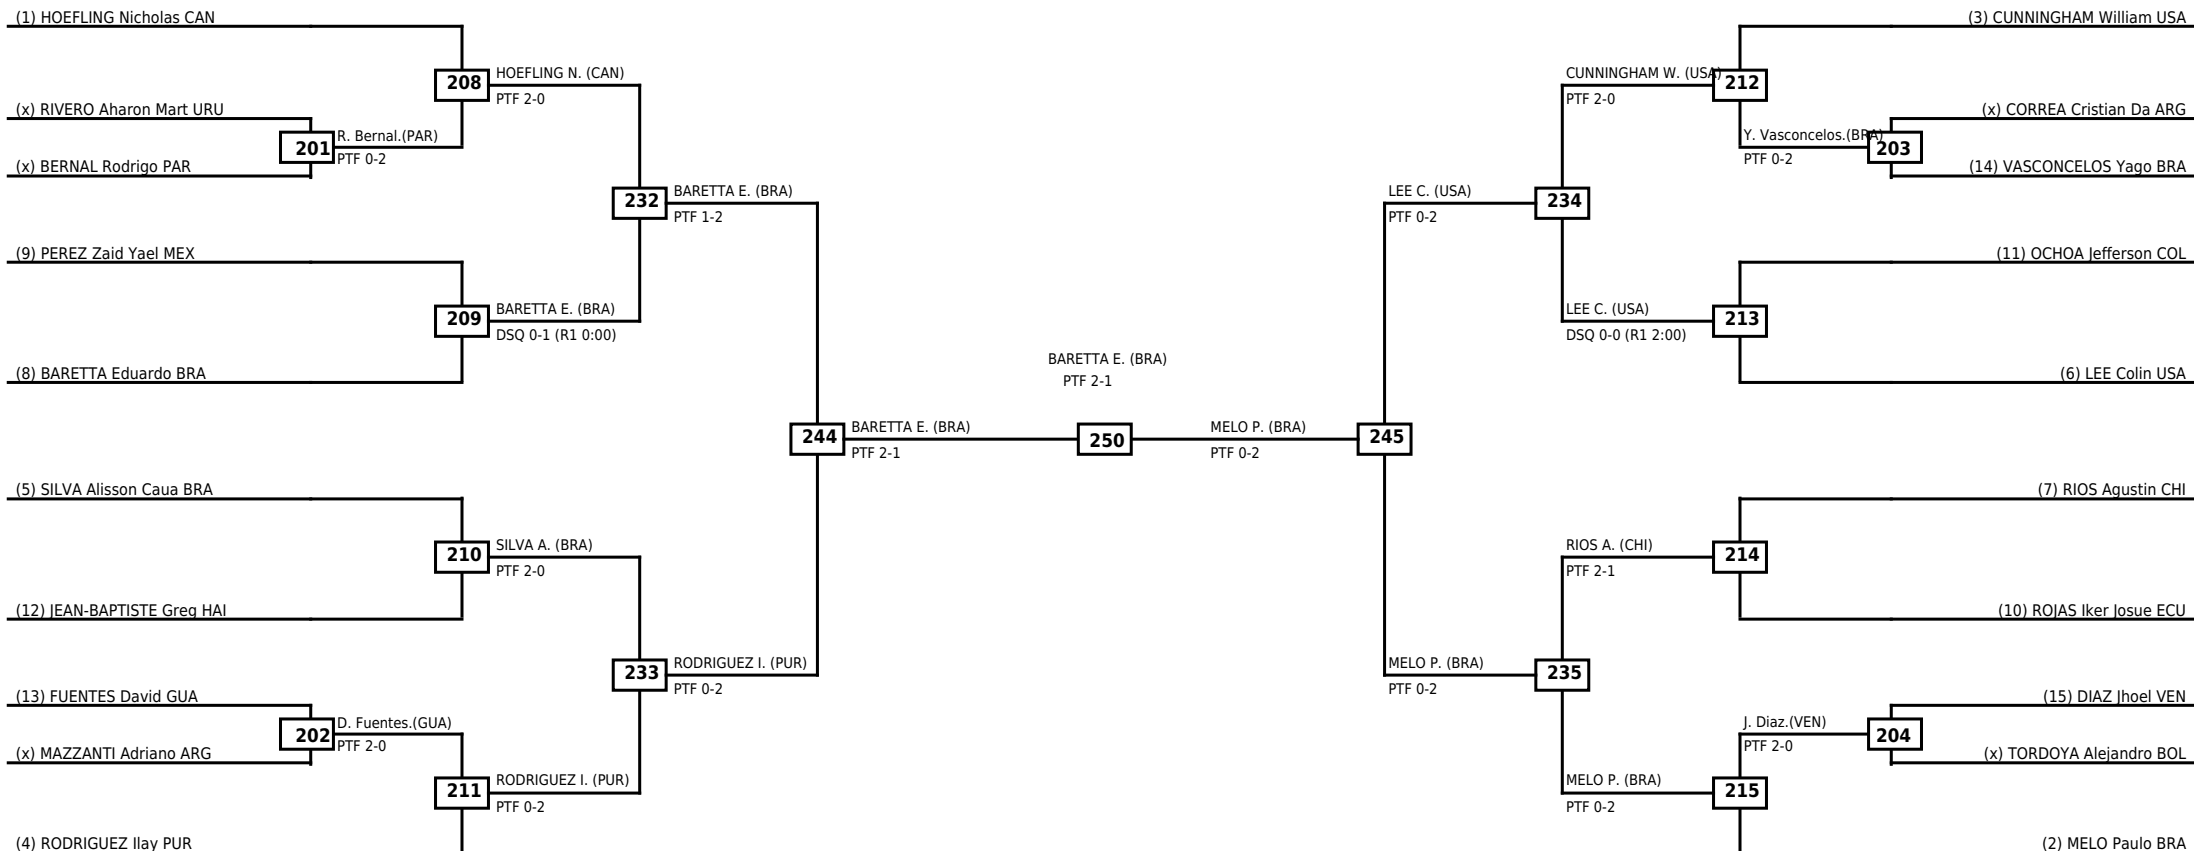 (1) HOEFLING Nicholas CAN
(x) RIVERO Aharon Mart URU
(x) BERNAL Rodrigo PAR
(9) PEREZ Zaid Yael MEX
(8) BARETTA Eduardo BRA
(5) SILVA Alisson Caua BRA
(12) JEAN-BAPTISTE Greg HAI
(13) FUENTES David GUA
(x) MAZZANTI Adriano ARG
(4) RODRIGUEZ Ilay PUR
201
R. Bernal.(PAR)
PTF 0-2
202
D. Fuentes.(GUA)
PTF 2-0
208
HOEFLING N. (CAN)
PTF 2-0
209
BARETTA E. (BRA)
DSQ 0-1 (R1 0:00)
210
SILVA A. (BRA)
PTF 2-0
211
RODRIGUEZ I. (PUR)
PTF 0-2
232
BARETTA E. (BRA)
PTF 1-2
233
RODRIGUEZ I. (PUR)
PTF 0-2
244
BARETTA E. (BRA)
PTF 2-1
BARETTA E. (BRA)
PTF 2-1
250
MELO P. (BRA)
PTF 0-2
245
LEE C. (USA)
PTF 0-2
234
MELO P. (BRA)
PTF 0-2
235
CUNNINGHAM W. (USA)
PTF 2-0
212
LEE C. (USA)
DSQ 0-0 (R1 2:00)
213
RIOS A. (CHI)
PTF 2-1
214
MELO P. (BRA)
PTF 0-2
215
Y. Vasconcelos.(BRA)
PTF 0-2
203
J. Diaz.(VEN)
PTF 2-0
204
(3) CUNNINGHAM William USA
(x) CORREA Cristian Da ARG
(14) VASCONCELOS Yago BRA
(11) OCHOA Jefferson COL
(6) LEE Colin USA
(7) RIOS Agustin CHI
(10) ROJAS Iker Josue ECU
(15) DIAZ Jhoel VEN
(x) TORDOYA Alejandro BOL
(2) MELO Paulo BRA